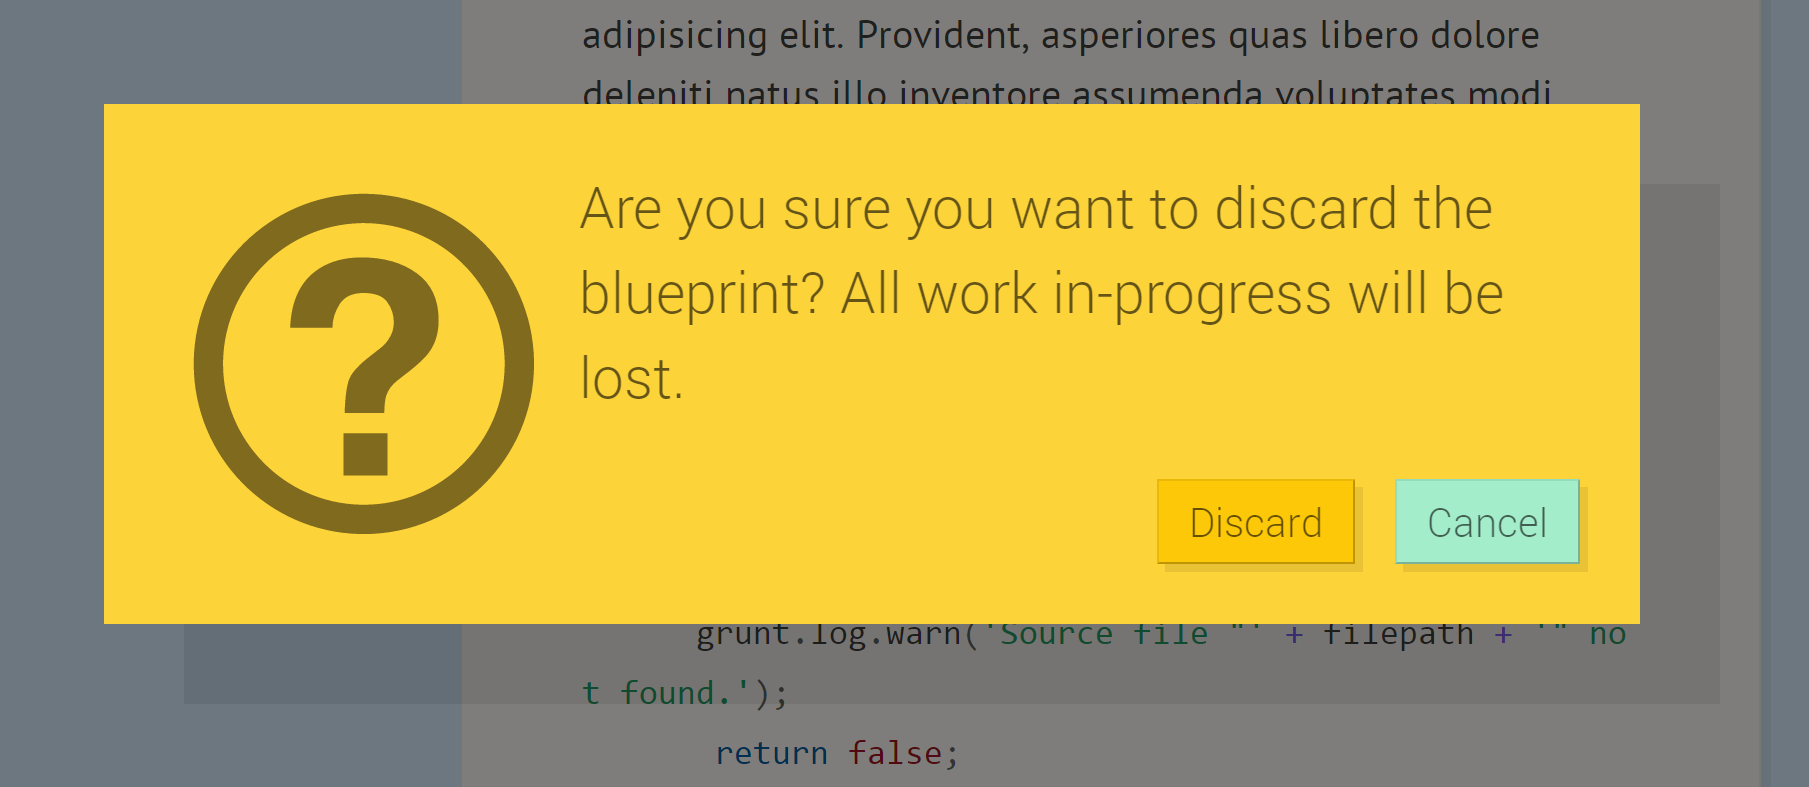 adipisicing elit. Provident, asperiores quas libero dolore
deleniti natus illo inventore assumenda voluptates modi
?
Are you sure you want to discard the
blueprint? All work in-progress will be
lost.
Discard Cancel
grunt.log.warn('Source file "' + filepath + '" no
t found.');
return false;